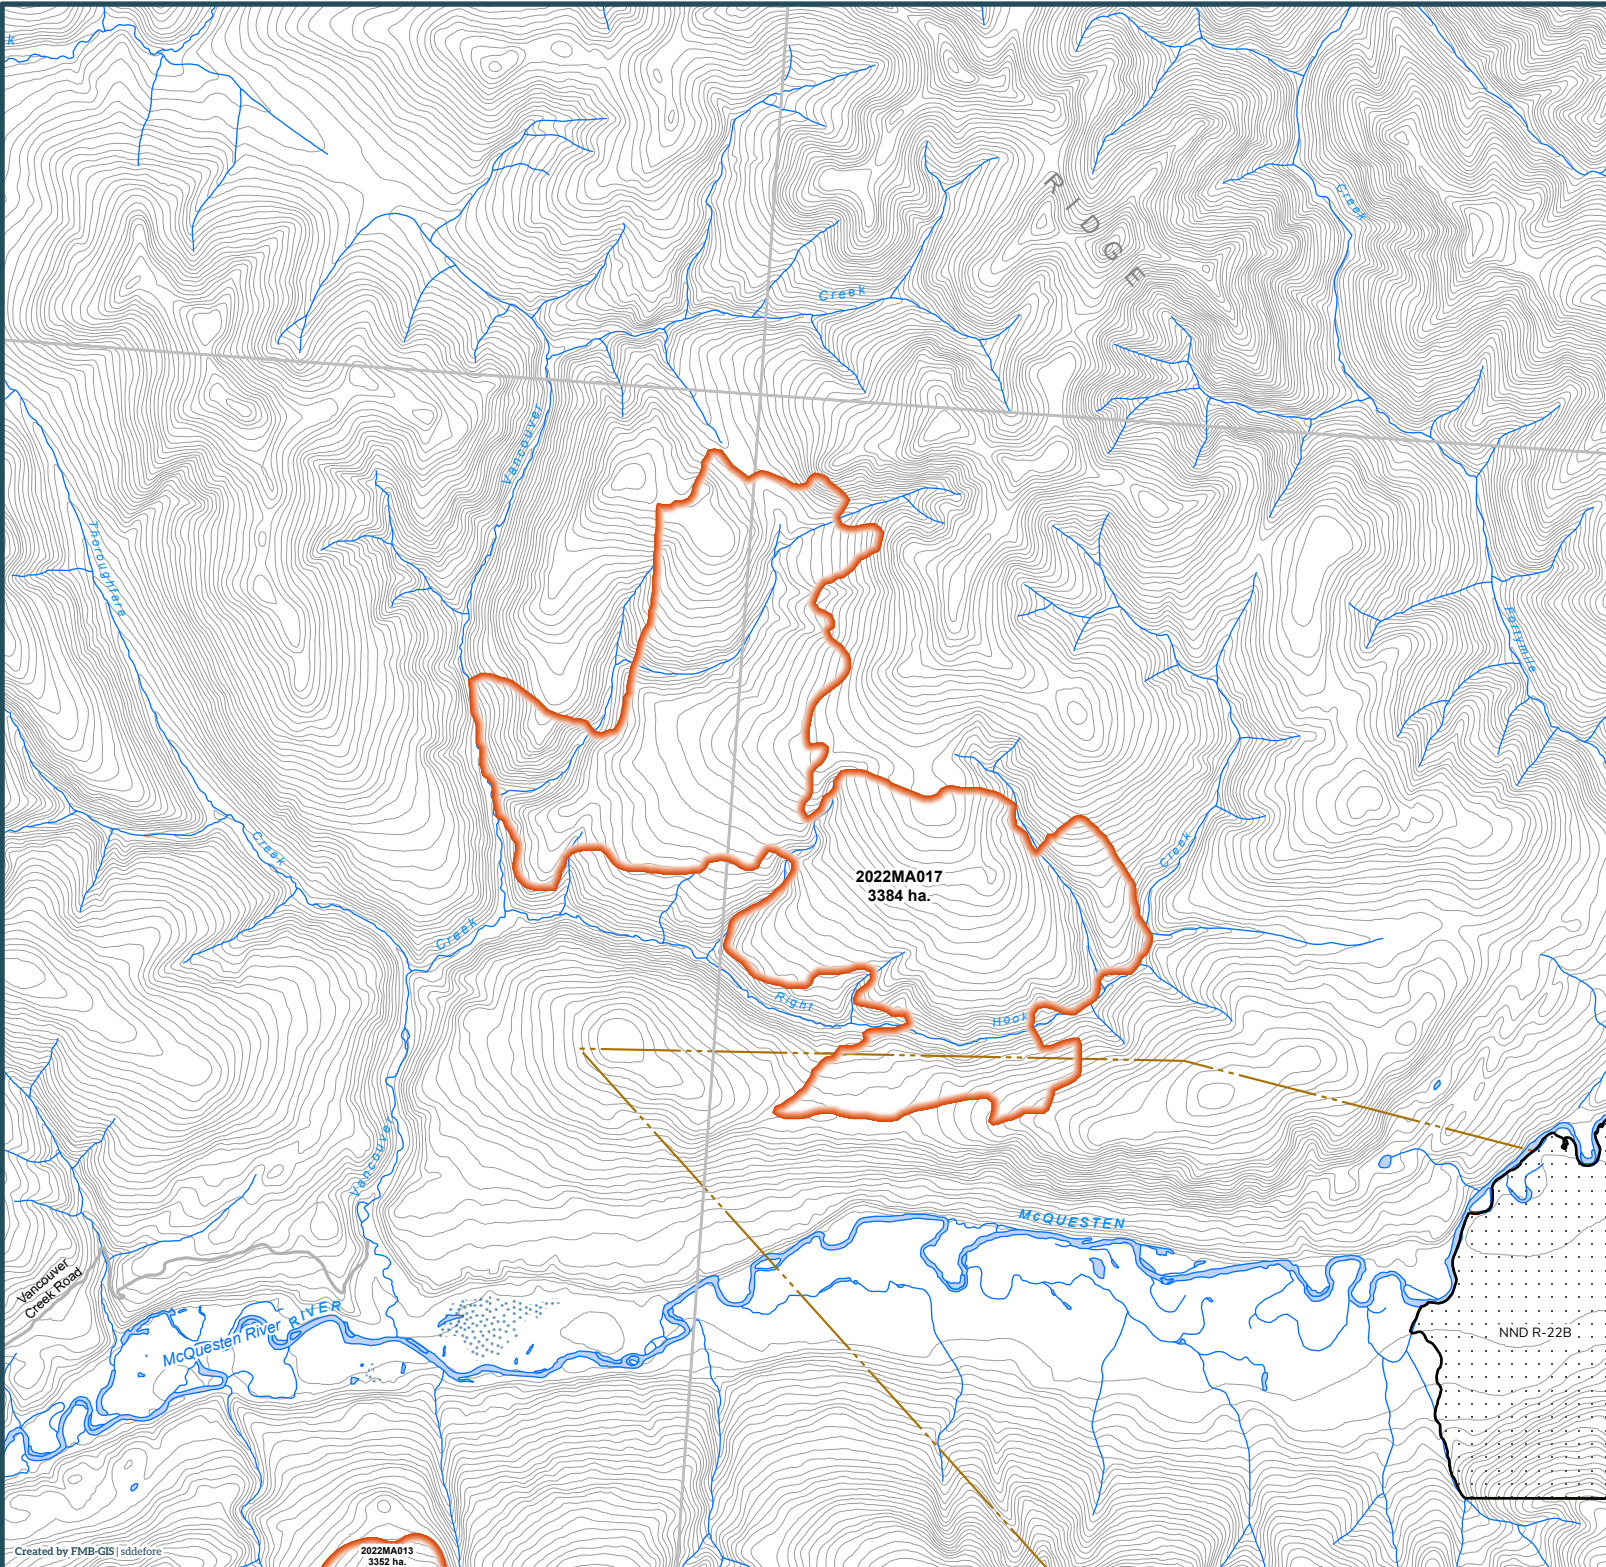 k
RIDGE
Creek
Creek
Vancouver
Thoroughfare
Fortymile
Creek
Creek
2022MA017
3384 ha.
Creek
Right
Hook
Vancouver
McQUESTEN
Vancouver
Creek Road
McQuesten River
RIVER
NND R-22B
Created by FMB-GIS | sddefore
2022MA013
3352 ha.